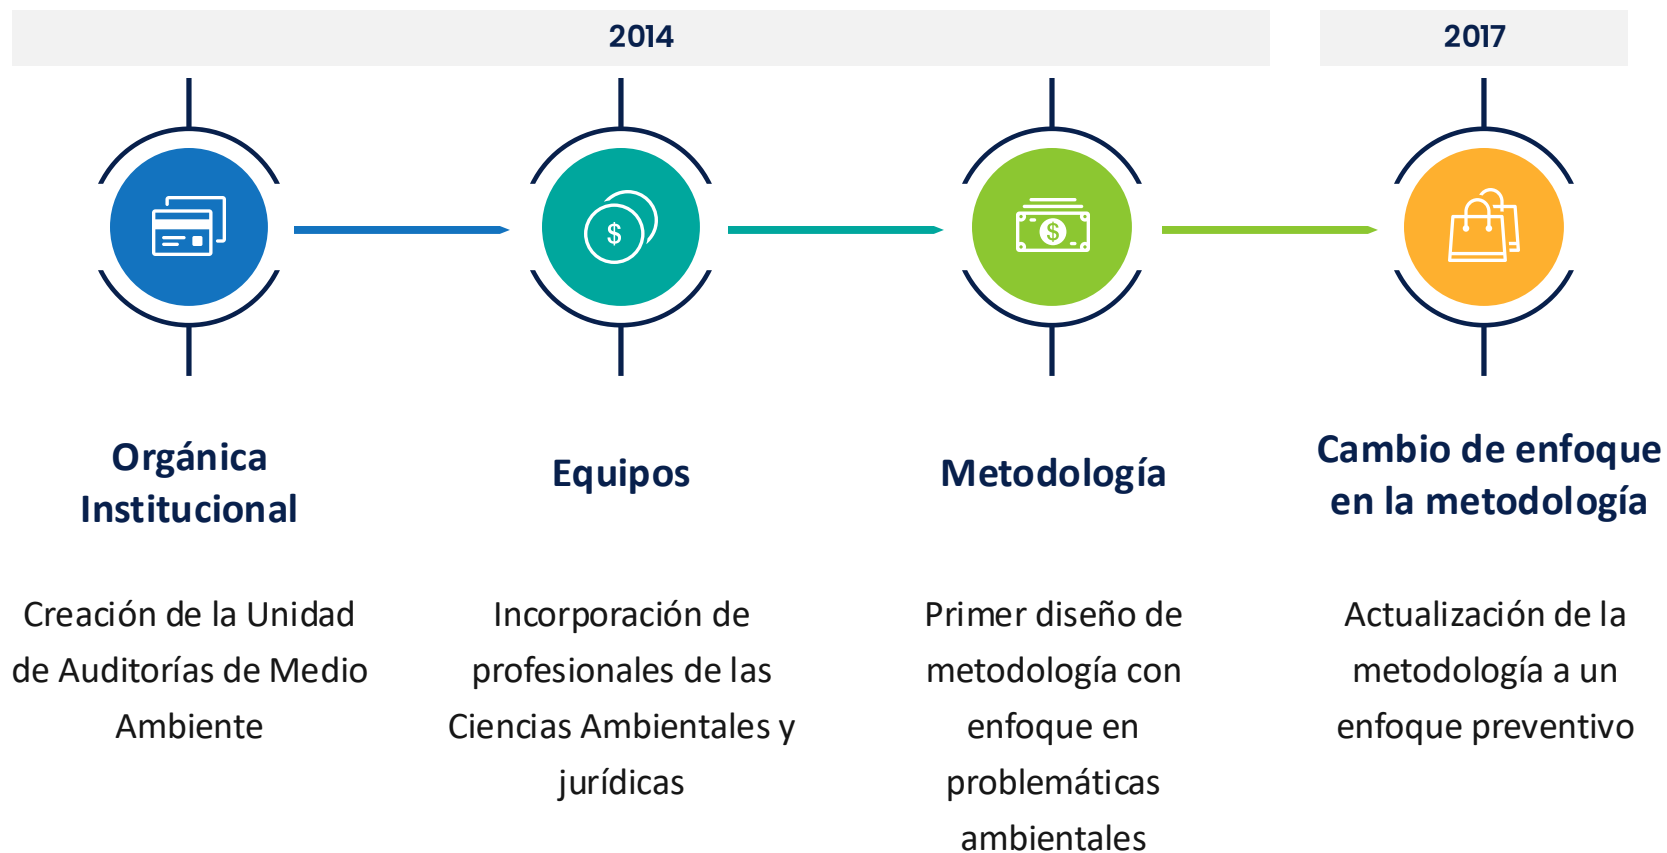 2014
2017
Orgánica
Institucional
Equipos
Metodología
Cambio de enfoque
en la metodología
Creación de la Unidad
de Auditorías de Medio
Ambiente
Incorporación de
profesionales de las
Ciencias Ambientales y
jurídicas
Primer diseño de
metodología con
enfoque en
problemáticas
ambientales
Actualización de la
metodología a un
enfoque preventivo